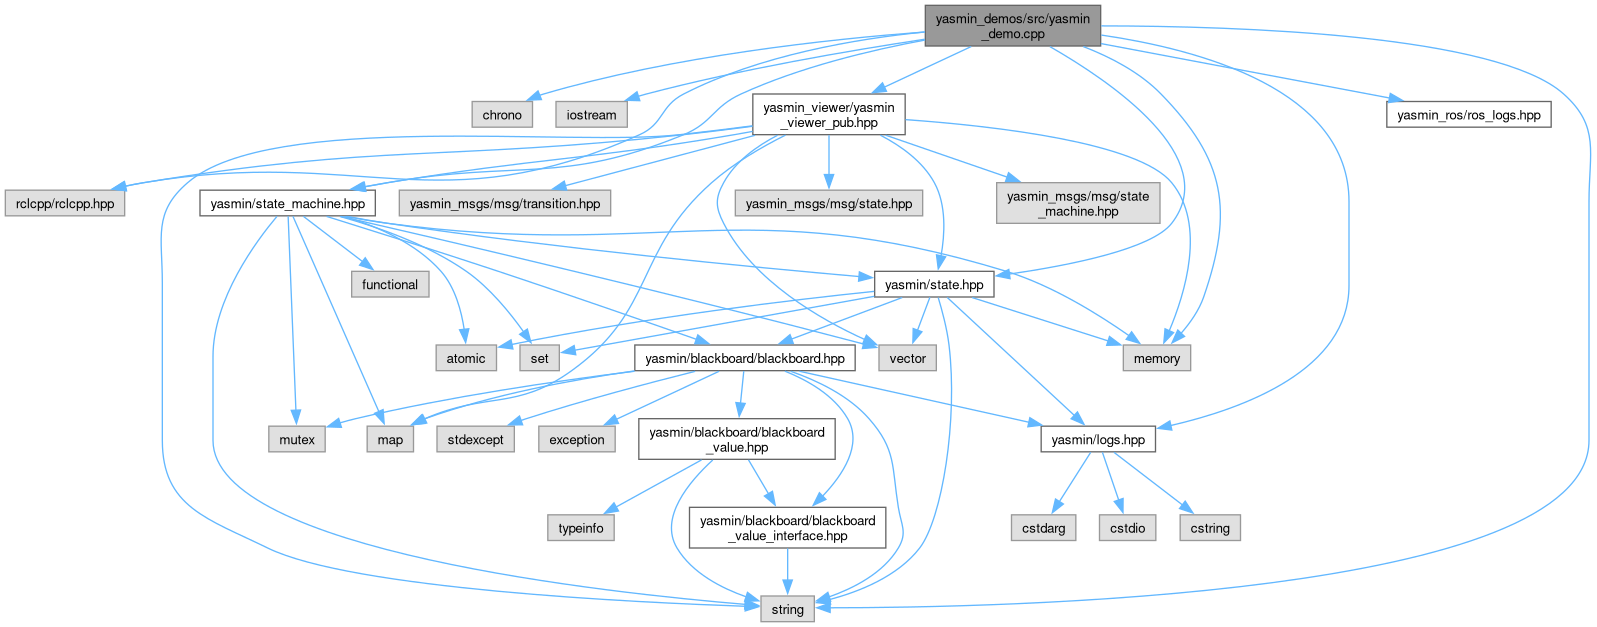 yasmin_demos/src/yasmin
_demo.cpp
chrono
iostream
yasmin_viewer/yasmin
_viewer_pub.hpp
yasmin_ros/ros_logs.hpp
rclcpp/rclcpp.hpp
yasmin/state_machine.hpp
yasmin_msgs/msg/transition.hpp
yasmin_msgs/msg/state.hpp
yasmin_msgs/msg/state
_machine.hpp
functional
yasmin/state.hpp
atomic
set
yasmin/blackboard/blackboard.hpp
vector
memory
mutex
map
stdexcept
exception
yasmin/blackboard/blackboard
_value.hpp
yasmin/logs.hpp
typeinfo
yasmin/blackboard/blackboard
_value_interface.hpp
cstdarg
cstdio
cstring
string